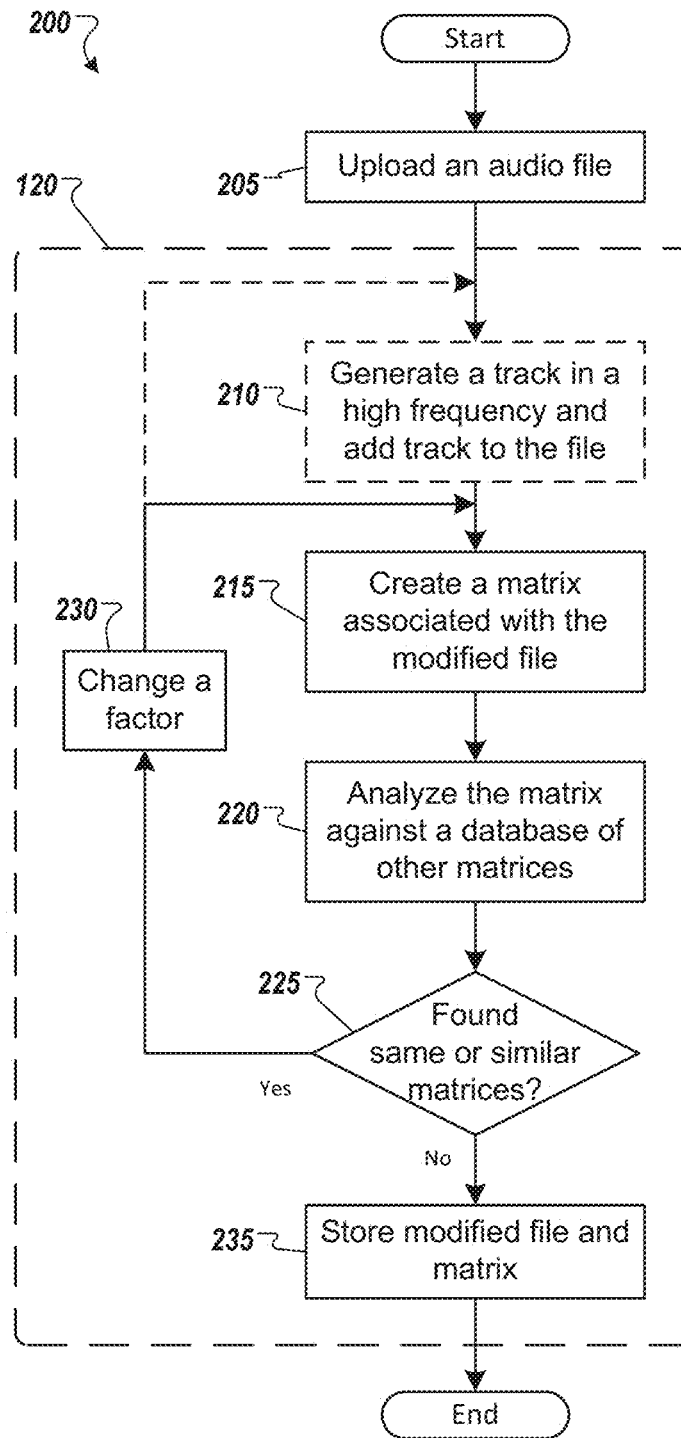 200
Start
205
Upload an audio file
120
210
Generate a track in a
high frequency and
add track to the file
215
Create a matrix
associated with the
modified file
230
Change a
factor
220
Analyze the matrix
against a database of
other matrices
225
Found
same or similar
matrices?
Yes
No
235
Store modified file and
matrix
End